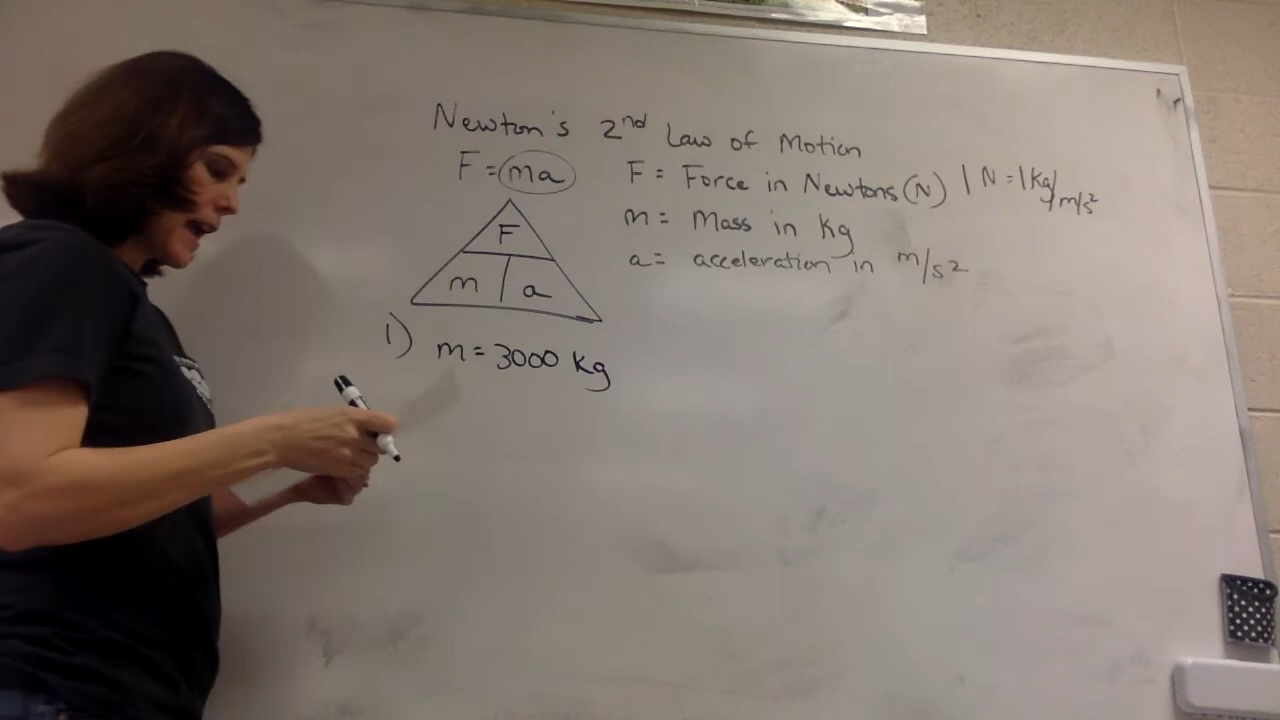 Newton's 2nd Law of Motion
F = ma
F = Force in Newtons (N) 1 N = 1 Kg/m/s²
m = Mass in Kg
a = acceleration in m/s²
F
m a
1) m = 3000 Kg